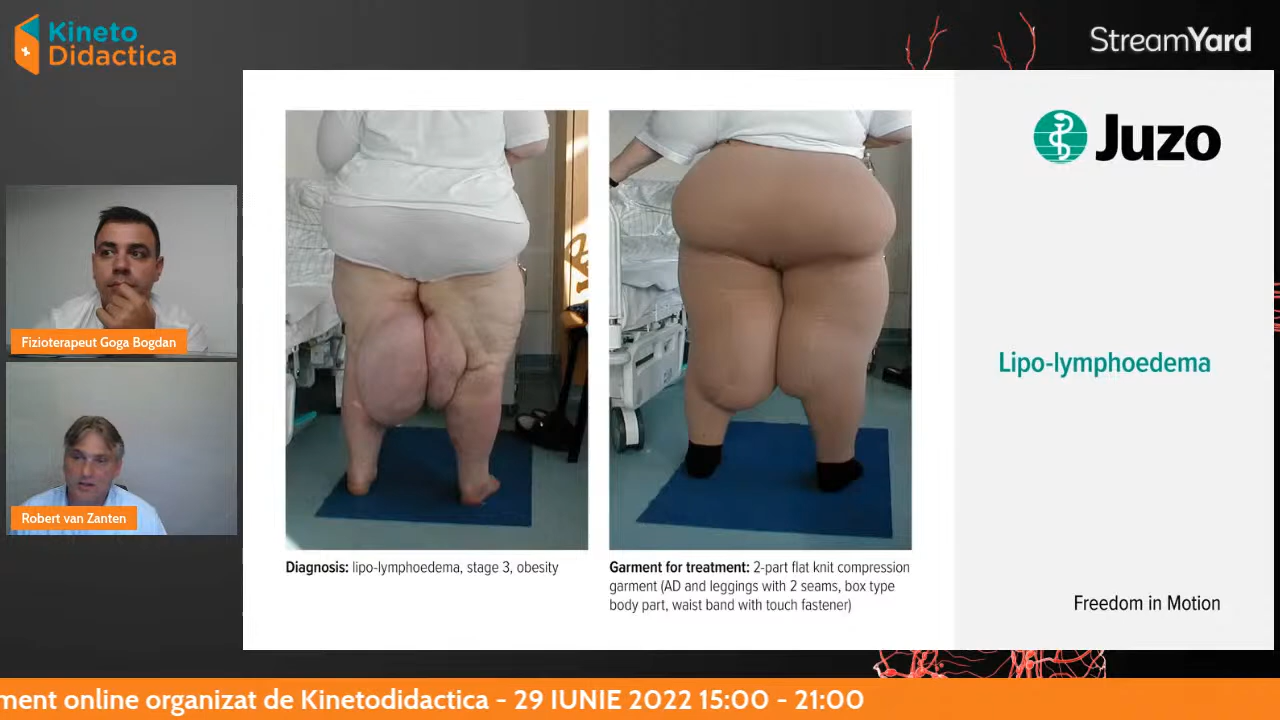 Kineto
Didactica
StreamYard
Juzo
Lipo-lymphoedema
Fizioterapeut Goga Bogdan
Robert van Zanten
Diagnosis: lipo-lymphoedema, stage 3, obesity
Garment for treatment: 2-part flat knit compression
garment (AD and leggings with 2 seams, box type
body part, waist band with touch fastener)
Freedom in Motion
ment online organizat de Kinetodidactica - 29 IUNIE 2022 15:00 - 21:00